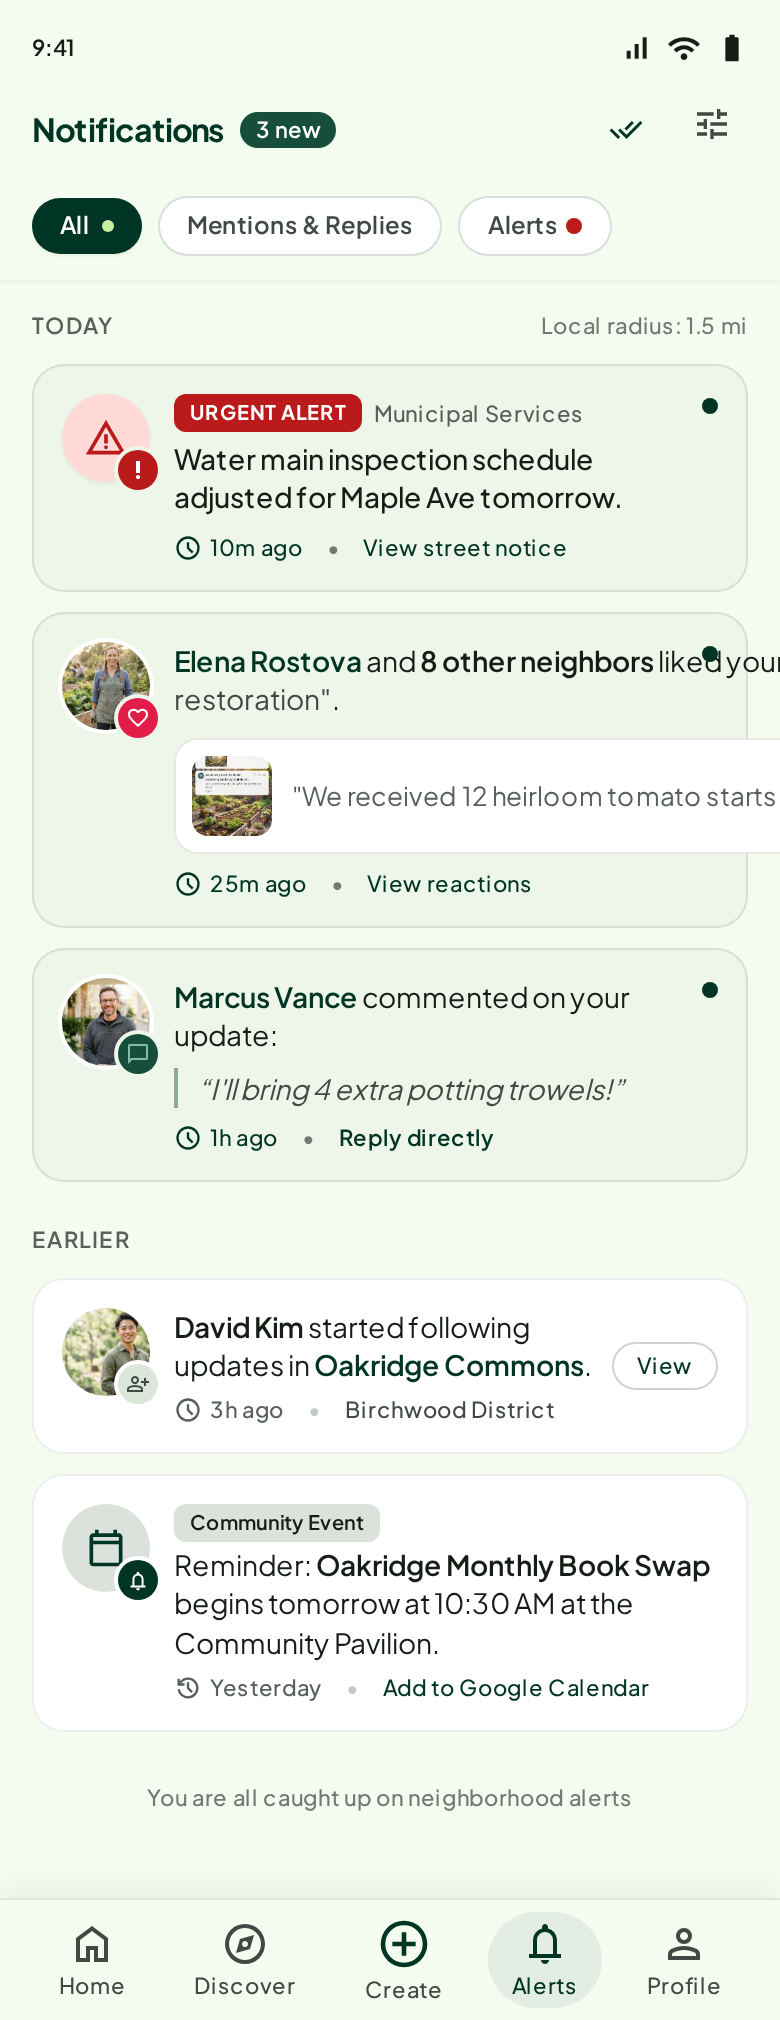 9:41
Notifications 3 new
All
Mentions & Replies
Alerts
TODAY
Local radius: 1.5 mi
URGENT ALERT Municipal Services
Water main inspection schedule
adjusted for Maple Ave tomorrow.
10m ago • View street notice
Elena Rostova and 8 other neighbors liked your
restoration".
"We received 12 heirloom tomato starts
25m ago • View reactions
Marcus Vance commented on your
update:
“I'll bring 4 extra potting trowels!”
1h ago • Reply directly
EARLIER
David Kim started following
updates in Oakridge Commons.
View
3h ago • Birchwood District
Community Event
Reminder: Oakridge Monthly Book Swap
begins tomorrow at 10:30 AM at the
Community Pavilion.
Yesterday • Add to Google Calendar
You are all caught up on neighborhood alerts
Home
Discover
Create
Alerts
Profile